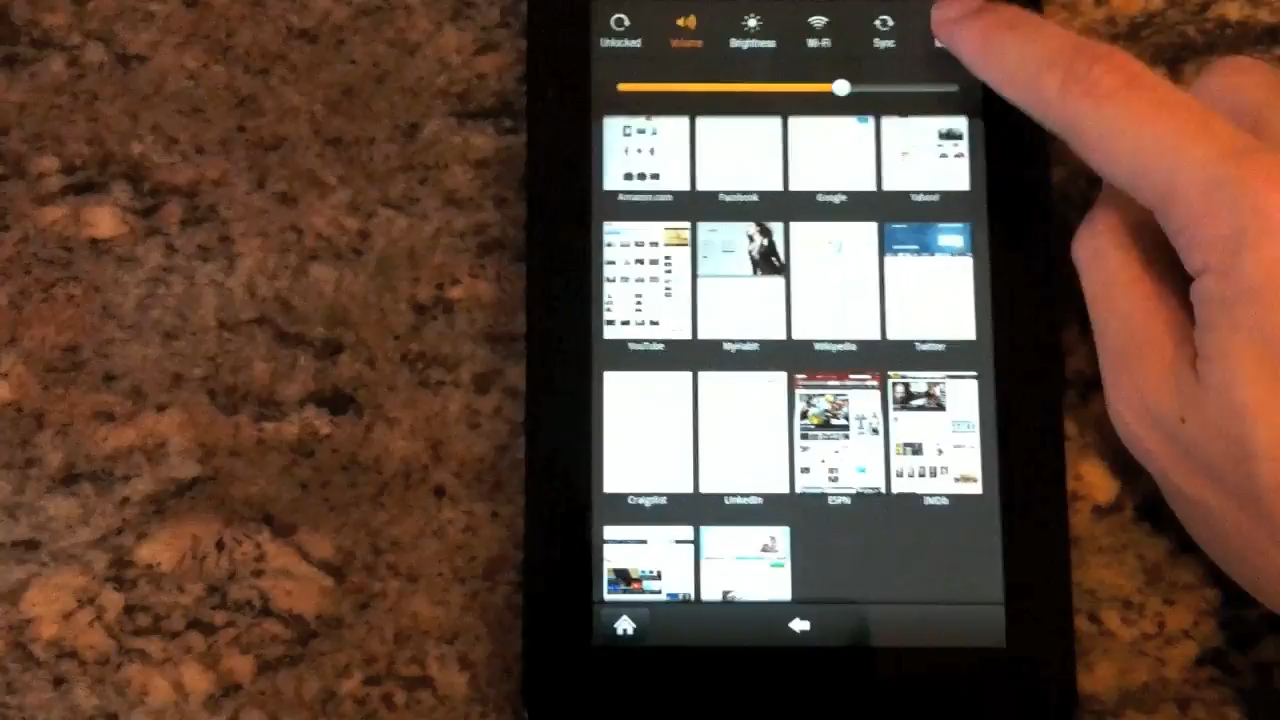 Unlocked Volume Brightness Wi-Fi Sync
Amazon.com Facebook Google Yahoo!
YouTube MyHabit Wikipedia Twitter
Craigslist LinkedIn ESPN IMDb